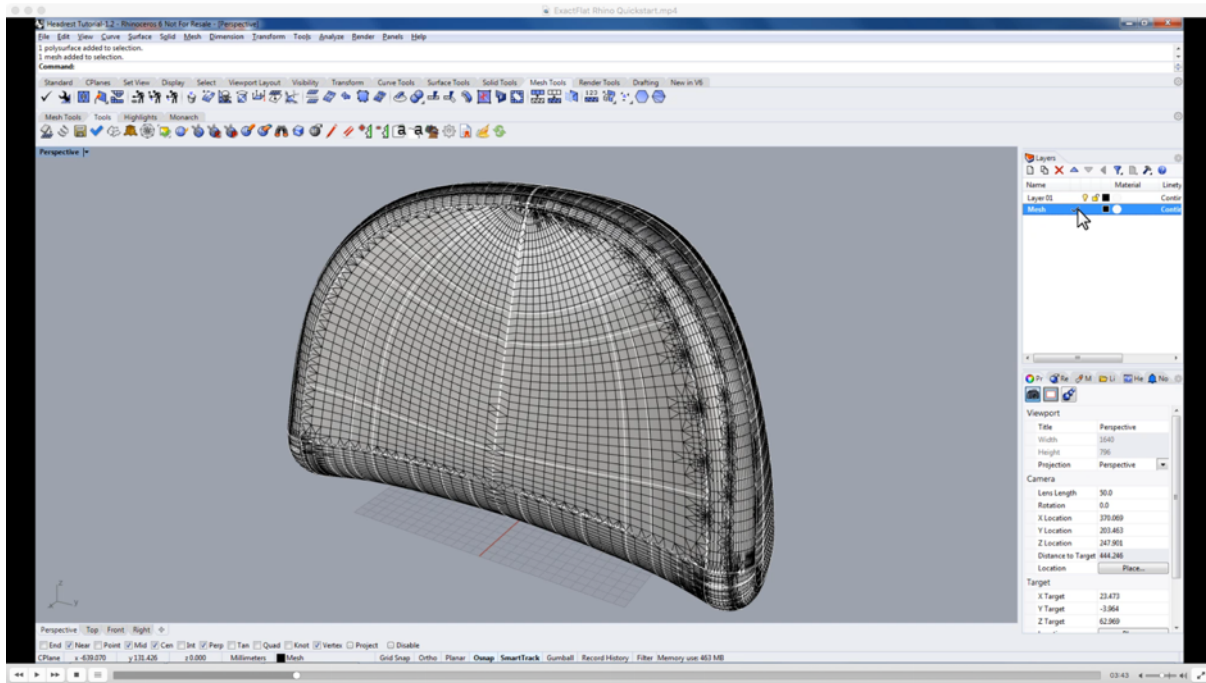 ExactFlat Rhino Quickstart.mp4
Headrest Tutorial-1.2 - Rhinoceros 6 Not For Resale - [Perspective]
File Edit View Curve Surface Solid Mesh Dimension Transform Tools Analyze Render Panels Help
1 polysurface added to selection.
1 mesh added to selection.
Command:
Standard CPlanes Set View Display Select Viewport Layout Visibility Transform Curve Tools Surface Tools Solid Tools Mesh Tools Render Tools Drafting New in V6
Mesh Tools Tools Highlights Monarch
Perspective
Layers
Name Material Linety
Layer 01 Contin
Mesh Contin
Pr Re M Li He No
Viewport
Title Perspective
Width 1640
Height 796
Projection Perspective
Camera
Lens Length 50.0
Rotation 0.0
X Location 370.069
Y Location 203.463
Z Location 247.901
Distance to Target 444.246
Location Place...
Target
X Target 23.473
Y Target -3.964
Z Target 62.969
z
x y
Perspective Top Front Right
End Near Point Mid Cen Int Perp Tan Quad Knot Vertex Project Disable
CPlane x -639.070 y 131.426 z 0.000 Millimeters Mesh Grid Snap Ortho Planar Osnap SmartTrack Gumball Record History Filter Memory use: 463 MB
03:43